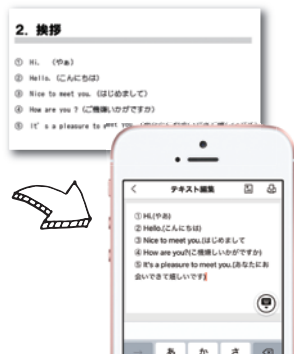 2. 挨拶
① Hi. (やあ)
② Hello. (こんにちは)
③ Nice to meet you. (はじめまして)
④ How are you ? (ご機嫌いかがですか)
⑤ It's a pleasure to meet you.
テキスト編集
① Hi.(やあ)
② Hello.(こんにちは)
③ Nice to meet you.(はじめまして
④ How are you?(ご機嫌いかがですか)
⑤ It's a pleasure to meet you.(あなたにお
会いできて嬉しいです)
あ か さ